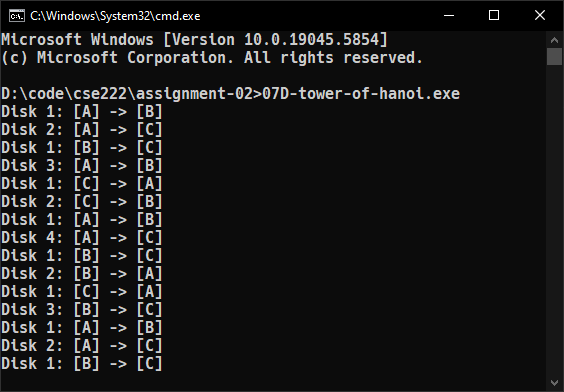 C:\Windows\System32\cmd.exe
Microsoft Windows [Version 10.0.19045.5854]
(c) Microsoft Corporation. All rights reserved.
D:\code\cse222\assignment-02>07D-tower-of-hanoi.exe
Disk 1: [A] -> [B]
Disk 2: [A] -> [C]
Disk 1: [B] -> [C]
Disk 3: [A] -> [B]
Disk 1: [C] -> [A]
Disk 2: [C] -> [B]
Disk 1: [A] -> [B]
Disk 4: [A] -> [C]
Disk 1: [B] -> [C]
Disk 2: [B] -> [A]
Disk 1: [C] -> [A]
Disk 3: [B] -> [C]
Disk 1: [A] -> [B]
Disk 2: [A] -> [C]
Disk 1: [B] -> [C]